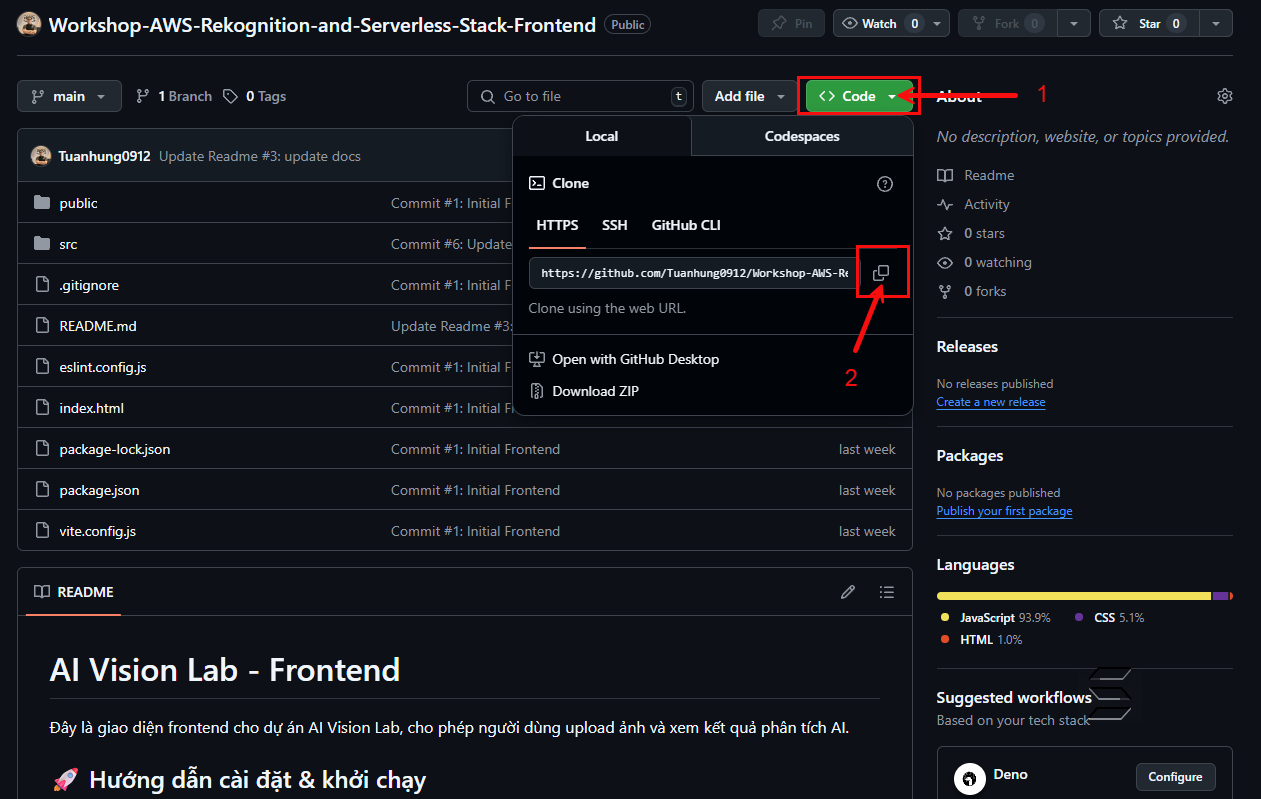 Workshop-AWS-Rekognition-and-Serverless-Stack-Frontend Public Pin Watch 0 Fork 0 Star 0
main 1 Branch 0 Tags Go to file t Add file Code 1
About
No description, website, or topics provided.
Local Codespaces
Tuanhung0912 Update Readme #3: update docs
Clone
Readme
Activity
0 stars
0 watching
0 forks
HTTPS SSH GitHub CLI
https://github.com/Tuanhung0912/Workshop-AWS-Re
Clone using the web URL.
2
Open with GitHub Desktop
Download ZIP
public Commit #1: Initial F
src Commit #6: Update
.gitignore Commit #1: Initial F
README.md Update Readme #3:
eslint.config.js Commit #1: Initial F
index.html Commit #1: Initial Fr
package-lock.json Commit #1: Initial Frontend last week
package.json Commit #1: Initial Frontend last week
vite.config.js Commit #1: Initial Frontend last week
Releases
No releases published
Create a new release
Packages
No packages published
Publish your first package
Languages
JavaScript 93.9% CSS 5.1%
HTML 1.0%
Suggested workflows
Based on your tech stack
Deno Configure
README
AI Vision Lab - Frontend
Đây là giao diện frontend cho dự án AI Vision Lab, cho phép người dùng upload ảnh và xem kết quả phân tích AI.
🚀 Hướng dẫn cài đặt & khởi chạy